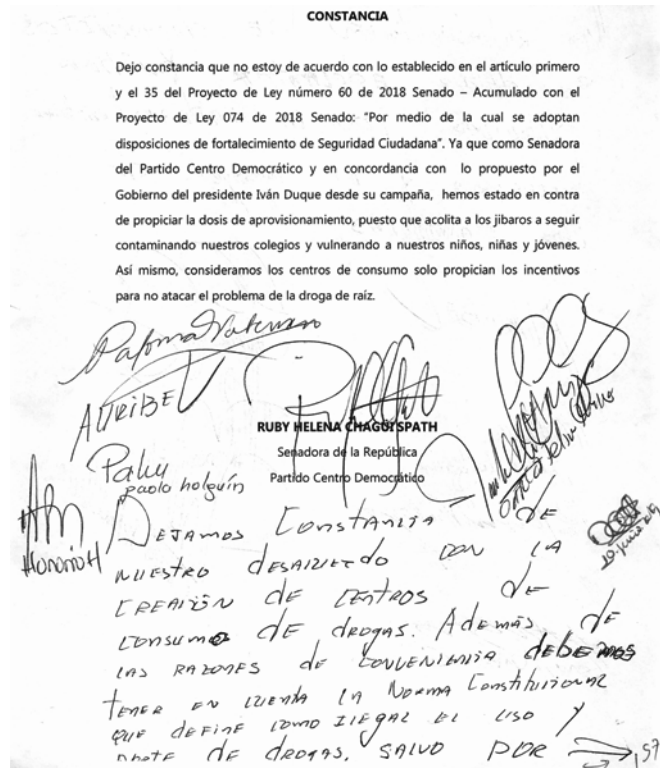 CONSTANCIA
Dejo constancia que no estoy de acuerdo con lo establecido en el artículo primero
y el 35 del Proyecto de Ley número 60 de 2018 Senado – Acumulado con el
Proyecto de Ley 074 de 2018 Senado: "Por medio de la cual se adoptan
disposiciones de fortalecimiento de Seguridad Ciudadana". Ya que como Senadora
del Partido Centro Democrático y en concordancia con lo propuesto por el
Gobierno del presidente Iván Duque desde su campaña, hemos estado en contra
de propiciar la dosis de aprovisionamiento, puesto que acolita a los jibaros a seguir
contaminando nuestros colegios y vulnerando a nuestros niños, niñas y jóvenes.
Así mismo, consideramos los centros de consumo solo propician los incentivos
para no atacar el problema de la droga de raíz.
Paloma Valencia
AURIBE V
RUBY HELENA CHAGÜI SPATH
Senadora de la República
Partido Centro Democrático
paola holguín
Honorio H
DEJAMOS CONSTANCIA DE
NUESTRO DESACUERDO CON LA
CREACIÓN DE CENTROS DE
CONSUMO DE drogas. Además de
LAS RAZONES de CONVENIENCIA debemos
TENER EN CUENTA LA NORMA Constitucional
QUE DEFINE COMO ILEGAL EL USO Y
PORTE DE DROGAS, SALVO POR